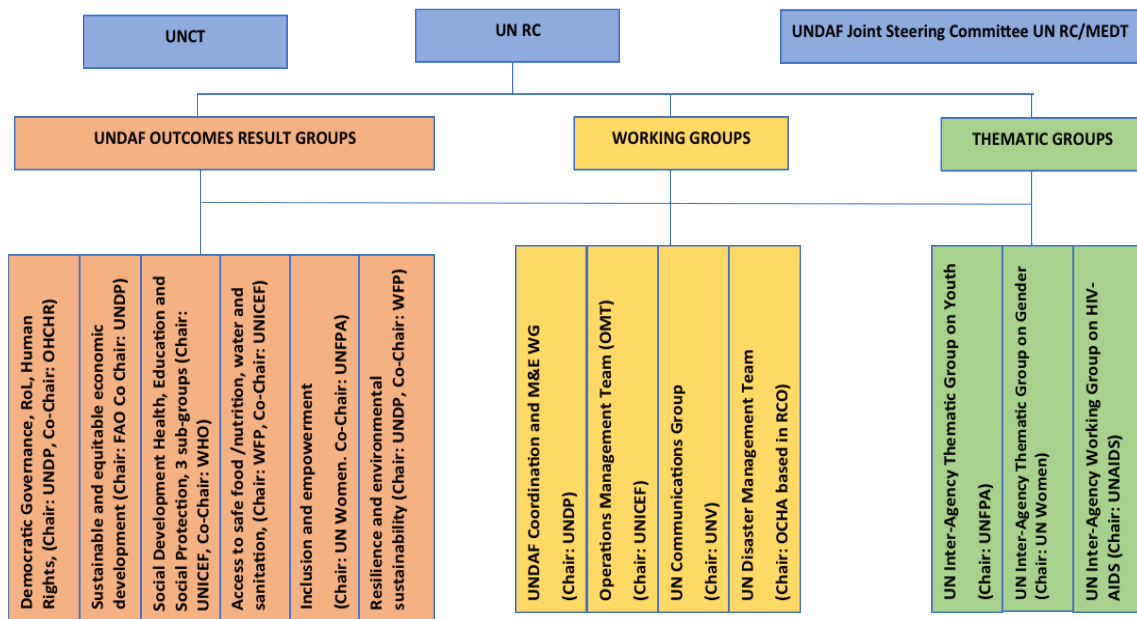 UNCT
UN RC
UNDAF Joint Steering Committee UN RC/MEDT
UNDAF OUTCOMES RESULT GROUPS
WORKING GROUPS
THEMATIC GROUPS
Democratic Governance, RoL, Human
Rights, (Chair: UNDP, Co-Chair: OHCHR)
Sustainable and equitable economic
development (Chair: FAO Co Chair: UNDP)
Social Development Health, Education and
Social Protection, 3 sub-groups (Chair:
UNICEF, Co-Chair: WHO)
Access to safe food /nutrition, water and
sanitation, (Chair: WFP, Co-Chair: UNICEF)
Inclusion and empowerment
(Chair: UN Women. Co-Chair: UNFPA)
Resilience and environmental
sustainability (Chair: UNDP, Co-Chair: WFP)
UNDAF Coordination and M&E WG
(Chair: UNDP)
Operations Management Team (OMT)
(Chair: UNICEF)
UN Communications Group
(Chair: UNV)
UN Disaster Management Team
(Chair: OCHA based in RCO)
UN Inter-Agency Thematic Group on Youth
(Chair: UNFPA)
UN Inter-Agency Thematic Group on Gender
(Chair: UN Women)
UN Inter-Agency Working Group on HIV-
AIDS (Chair: UNAIDS)